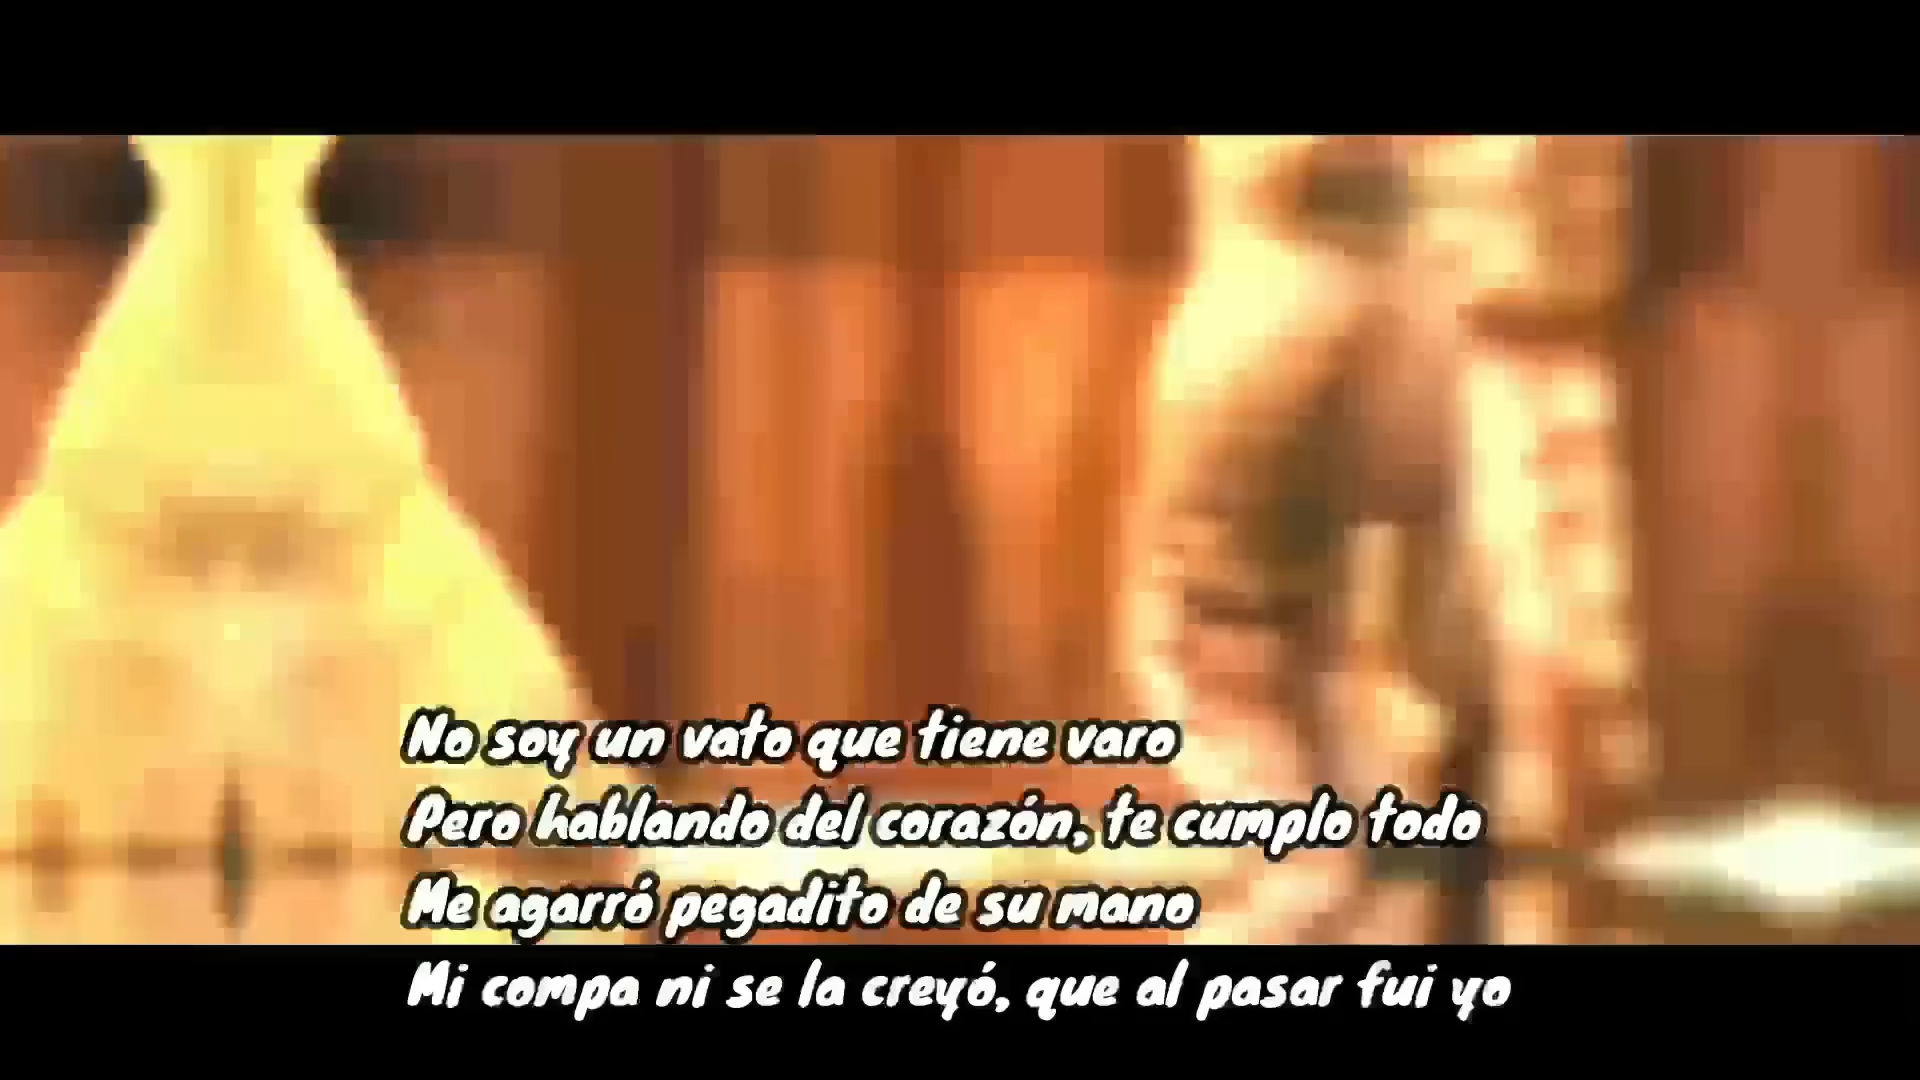 No soy un vato que tiene varo
Pero hablando del corazón, te cumplo todo
Me agarró pegadito de su mano
Mi compa ni se la creyó, que al pasar fui yo